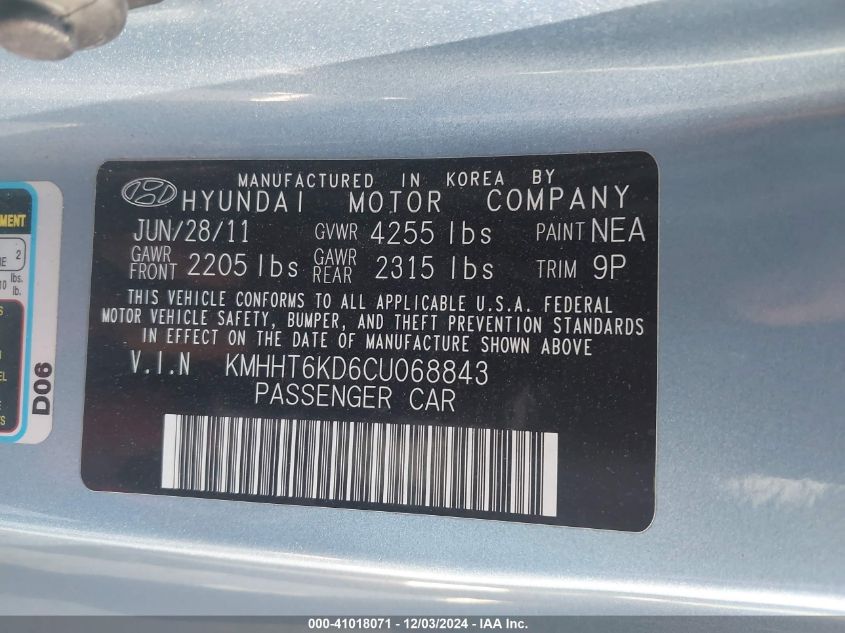 MANUFACTURED IN KOREA BY
HYUNDAI MOTOR COMPANY
JUN/28/11 GVWR 4255 lbs PAINT NEA
GAWR FRONT 2205 lbs GAWR REAR 2315 lbs TRIM 9P
THIS VEHICLE CONFORMS TO ALL APPLICABLE U.S.A. FEDERAL
MOTOR VEHICLE SAFETY, BUMPER, AND THEFT PREVENTION STANDARDS
IN EFFECT ON THE DATE OF MANUFACTURE SHOWN ABOVE
V.I.N KMHHT6KD6CU068843
PASSENGER CAR
2
lbs.
lb.
D06
000-41018071 - 12/03/2024 - IAA Inc.